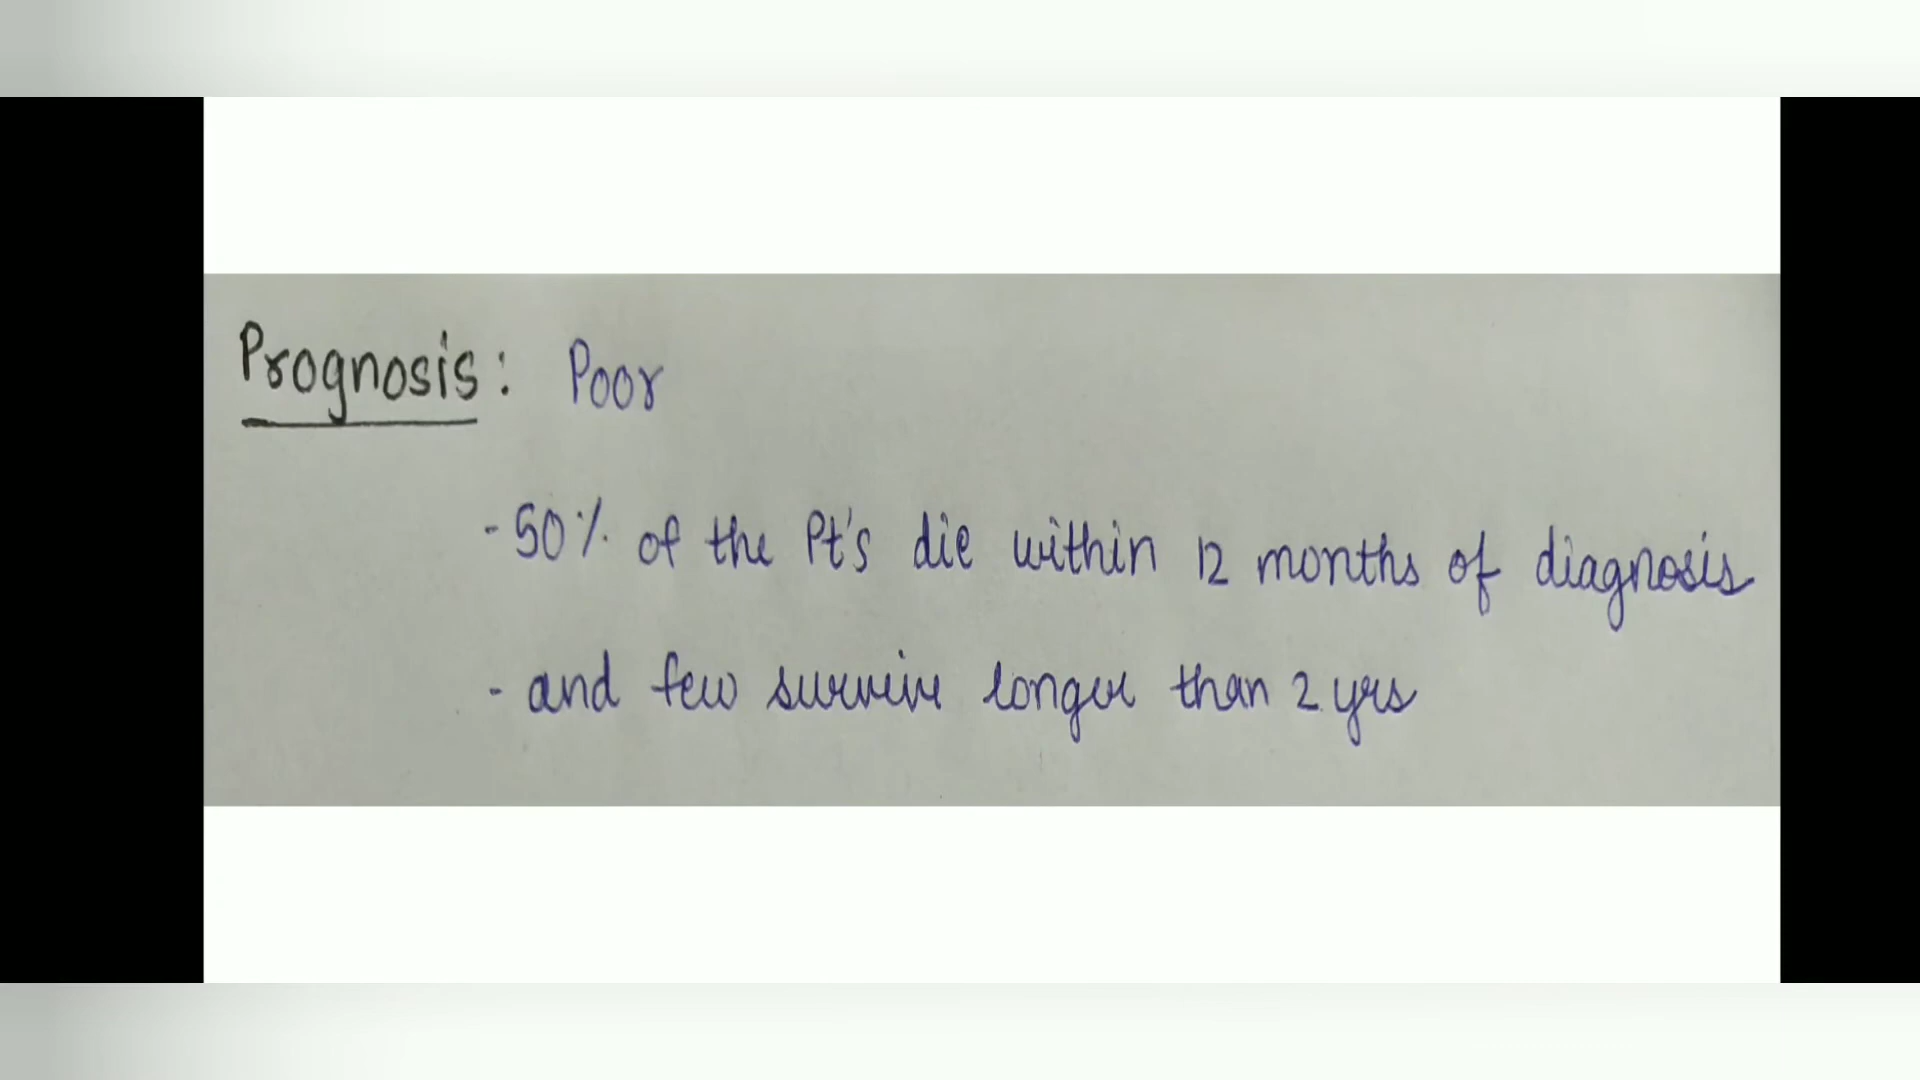 Prognosis: Poor
- 50% of the Pt's die within 12 months of diagnosis
- and few survive longer than 2 yrs